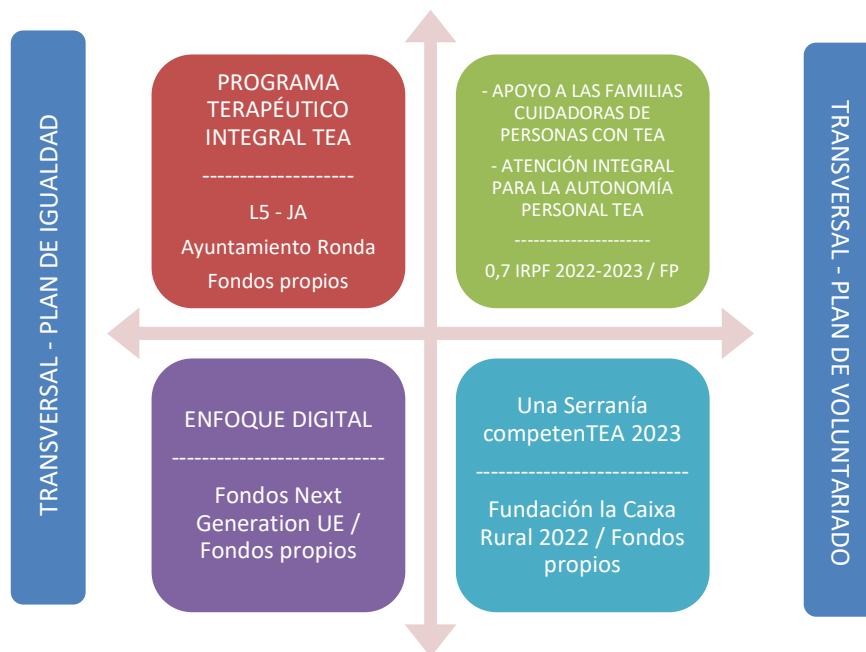 TRANSVERSAL - PLAN DE IGUALDAD
PROGRAMA
TERAPÉUTICO
INTEGRAL TEA
--------------------
L5 - JA
Ayuntamiento Ronda
Fondos propios
- APOYO A LAS FAMILIAS
CUIDADORAS DE
PERSONAS CON TEA
- ATENCIÓN INTEGRAL
PARA LA AUTONOMÍA
PERSONAL TEA
----------------------
0,7 IRPF 2022-2023 / FP
ENFOQUE DIGITAL
----------------------------
Fondos Next
Generation UE /
Fondos propios
Una Serranía
competenTEA 2023
----------------------------
Fundación la Caixa
Rural 2022 / Fondos
propios
TRANSVERSAL - PLAN DE VOLUNTARIADO